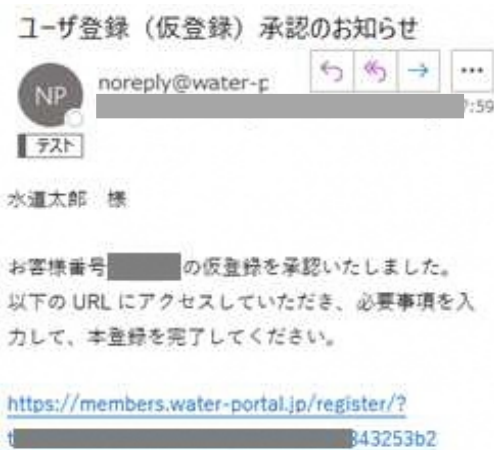 ユーザ登録（仮登録）承認のお知らせ
NP
noreply@water-p
:59
テスト
水道太郎　様
お客様番号 の仮登録を承認いたしました。
以下の URL にアクセスしていただき、必要事項を入
力して、本登録を完了してください。
https://members.water-portal.jp/register/?
t 343253b2